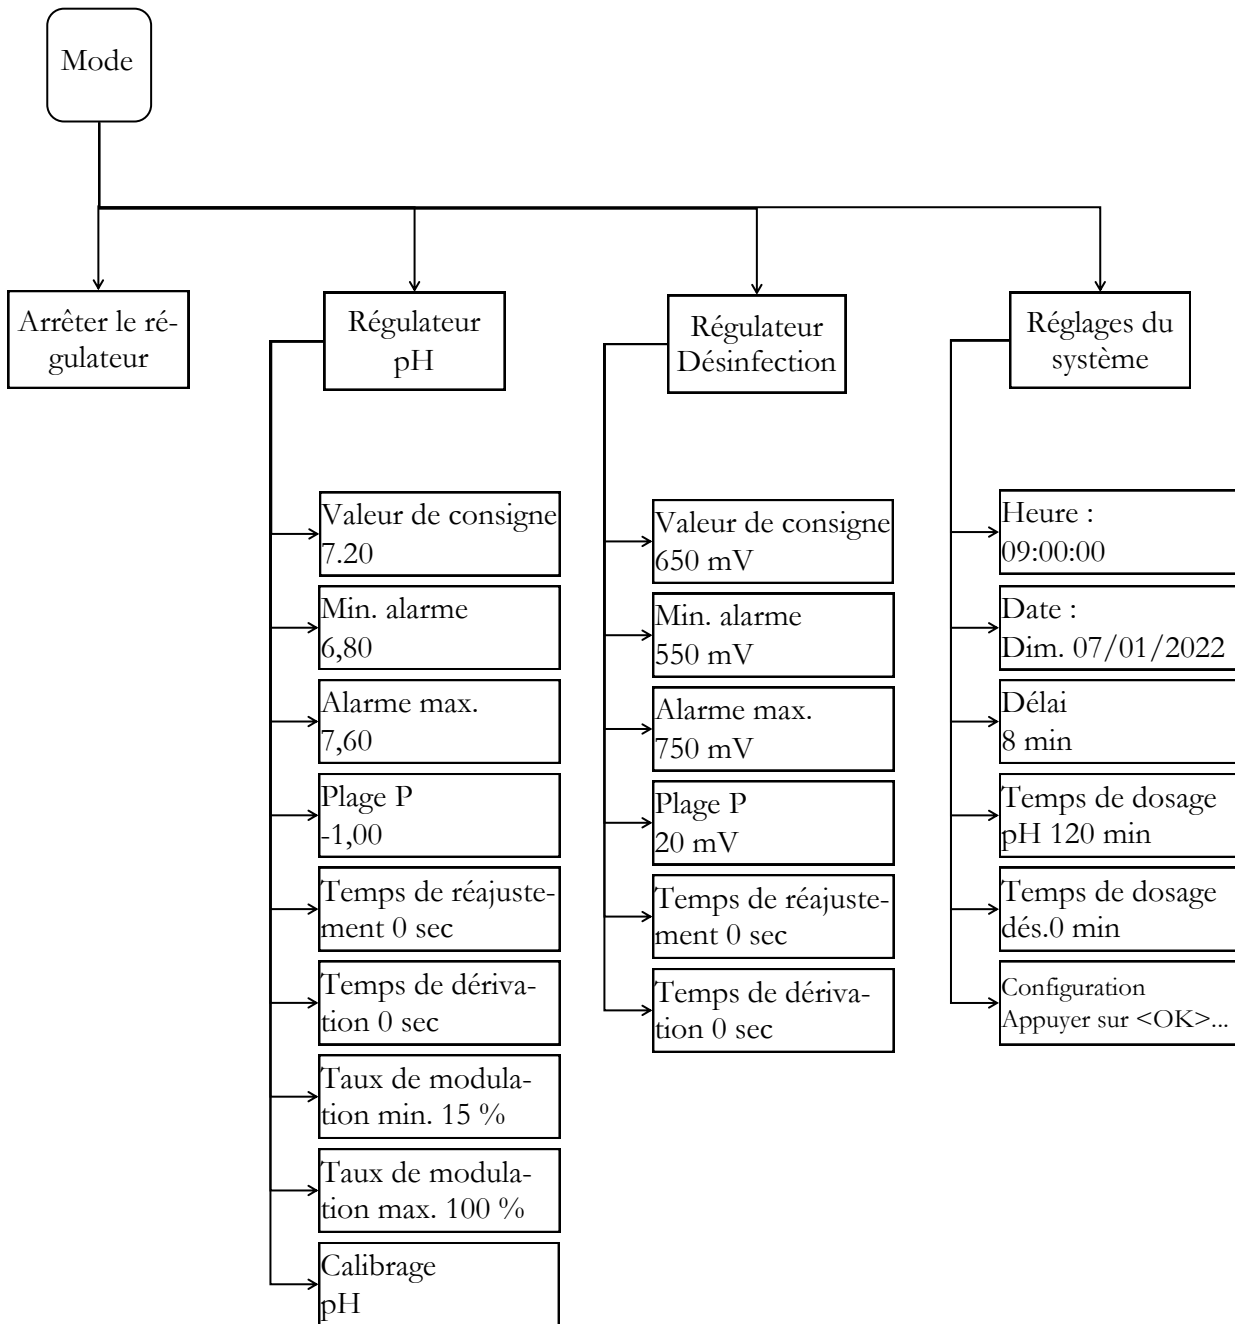 Mode
Arrêter le ré-
gulateur
Régulateur
pH
Régulateur
Désinfection
Réglages du
système
Valeur de consigne
7.20
Min. alarme
6,80
Alarme max.
7,60
Plage P
-1,00
Temps de réajuste-
ment 0 sec
Temps de dériva-
tion 0 sec
Taux de modula-
tion min. 15 %
Taux de modula-
tion max. 100 %
Calibrage
pH
Valeur de consigne
650 mV
Min. alarme
550 mV
Alarme max.
750 mV
Plage P
20 mV
Temps de réajuste-
ment 0 sec
Temps de dériva-
tion 0 sec
Heure :
09:00:00
Date :
Dim. 07/01/2022
Délai
8 min
Temps de dosage
pH 120 min
Temps de dosage
dés.0 min
Configuration
Appuyer sur <OK>...